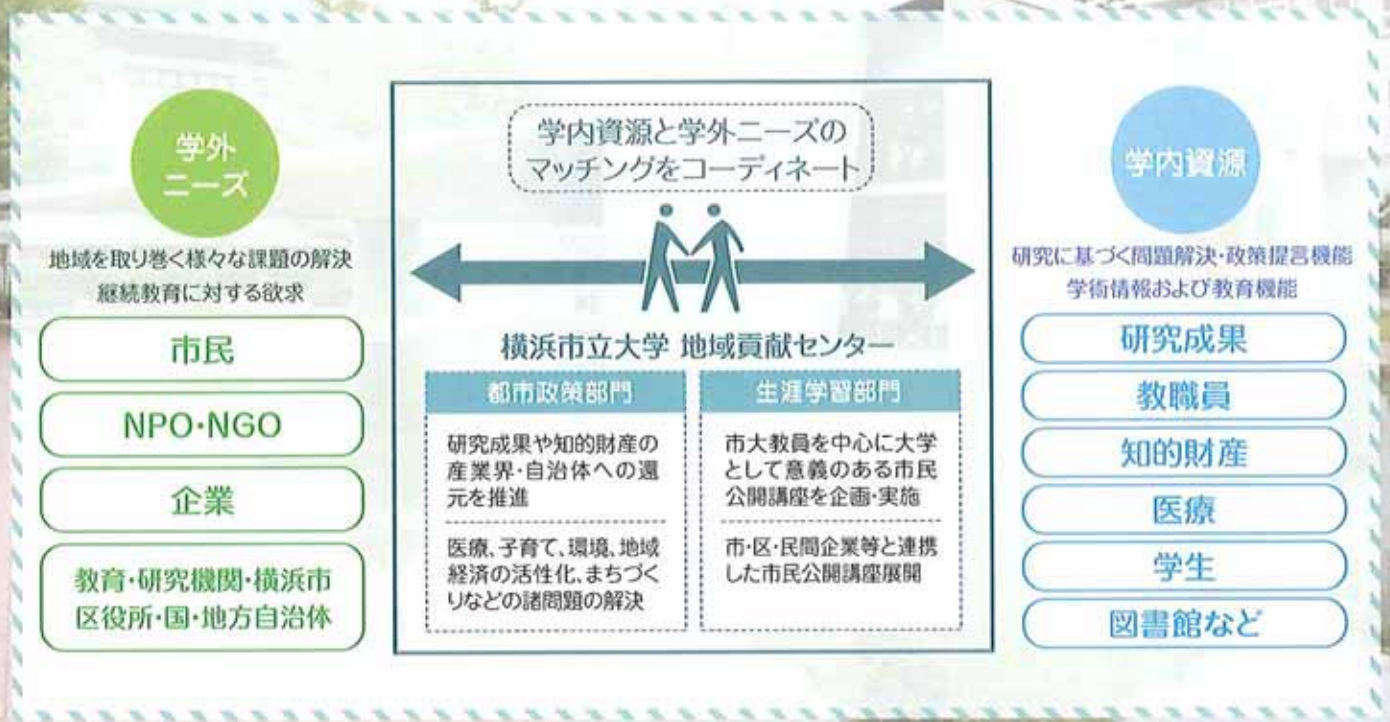 学外
ニーズ
地域を取り巻く様々な課題の解決
継続教育に対する欲求
市民
NPO・NGO
企業
教育・研究機関・横浜市
区役所・国・地方自治体
学内資源と学外ニーズの
マッチングをコーディネート
横浜市立大学 地域貢献センター
都市政策部門
研究成果や知的財産の
産業界・自治体への還
元を推進
医療、子育て、環境、地域
経済の活性化、まちづく
りなどの諸問題の解決
生涯学習部門
市大教員を中心に大学
として意義のある市民
公開講座を企画・実施
市・区・民間企業等と連携
した市民公開講座展開
学内資源
研究に基づく問題解決・政策提言機能
学術情報および教育機能
研究成果
教職員
知的財産
医療
学生
図書館など